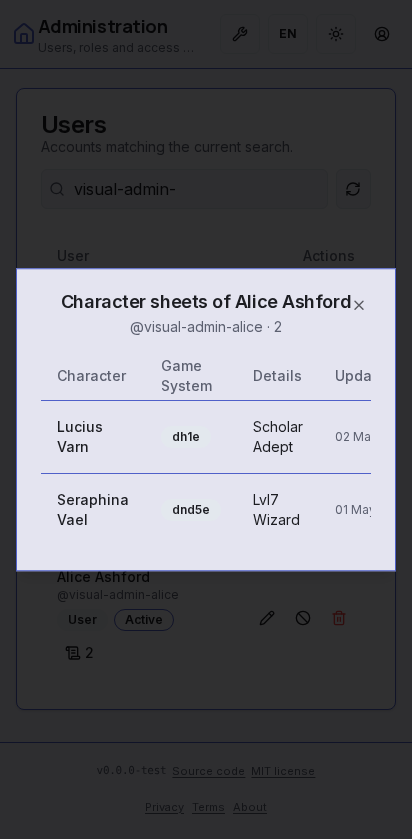 Administration
Users, roles and access …
EN
Users
Accounts matching the current search.
visual-admin-
User Actions
Character sheets of Alice Ashford
@visual-admin-alice · 2
Character Game System Details Upda
Lucius Varn dh1e Scholar Adept 02 Ma
Seraphina Vael dnd5e Lvl7 Wizard 01 May
Alice Ashford
@visual-admin-alice
User Active
2
v0.0.0-test Source code MIT license
Privacy Terms About